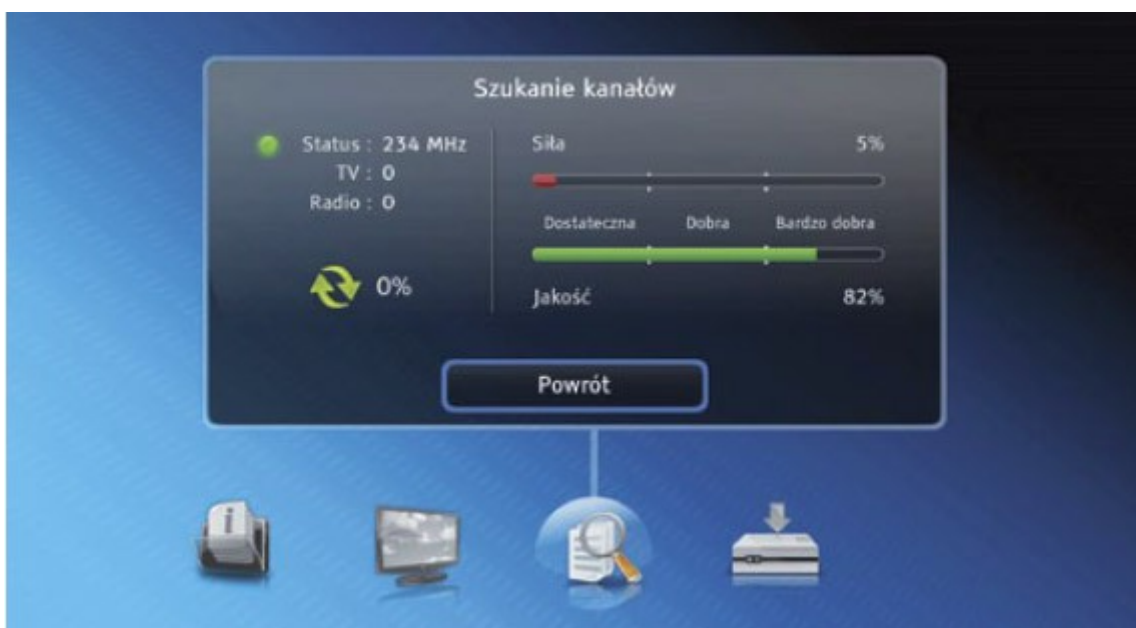 Szukanie kanałów
Status : 234 MHz
TV : 0
Radio : 0
0%
Siła 5%
Dostateczna Dobra Bardzo dobra
Jakość 82%
Powrót
i